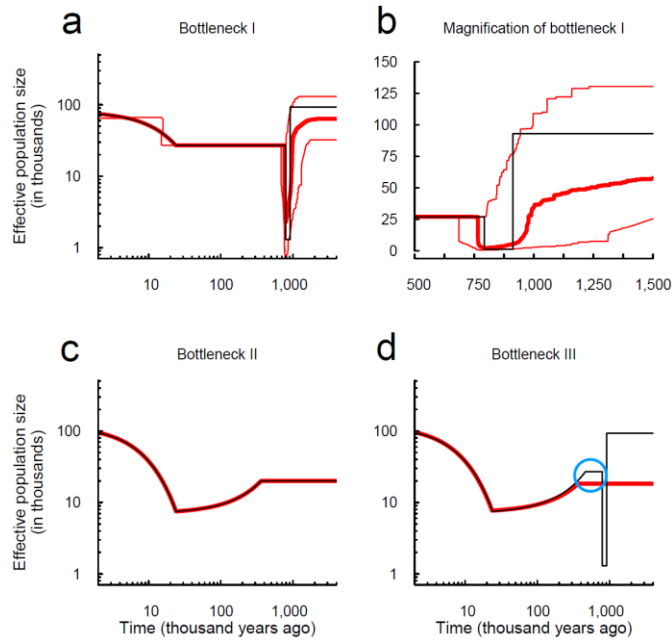 a
Bottleneck I
Effective population size
(in thousands)
100
10
1
10
100
1,000
b
Magnification of bottleneck I
150
125
100
75
50
25
0
500
750
1,000
1,250
1,500
c
Bottleneck II
Effective population size
(in thousands)
100
10
1
10
100
1,000
Time (thousand years ago)
d
Bottleneck III
100
10
1
10
100
1,000
Time (thousand years ago)